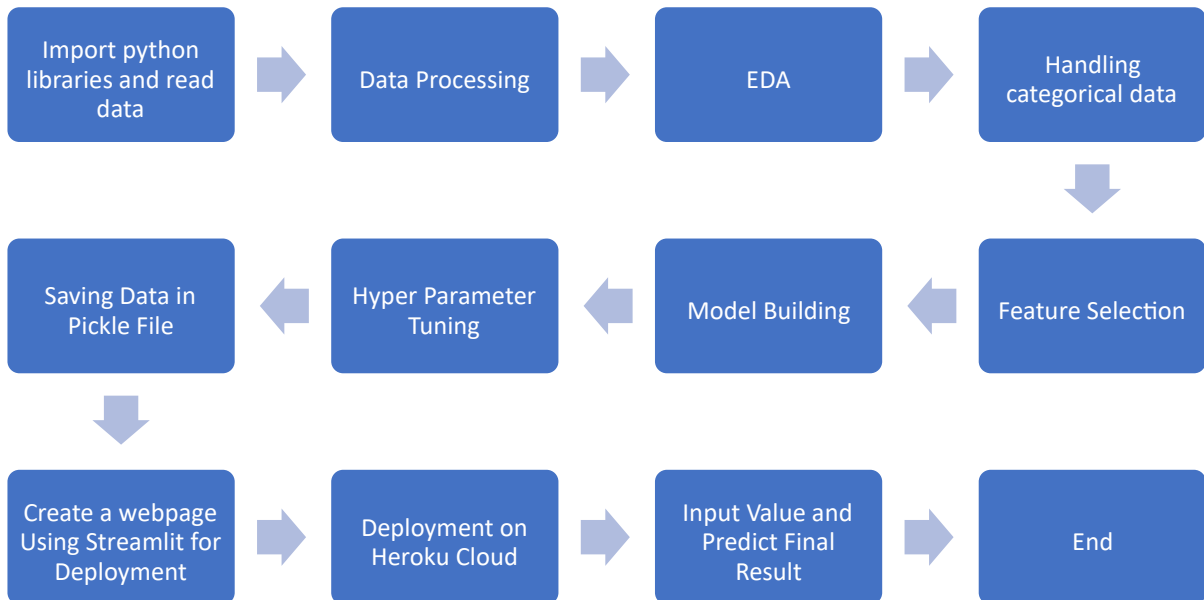 Import python
libraries and read
data
Data Processing
EDA
Handling
categorical data
Feature Selection
Model Building
Hyper Parameter
Tuning
Saving Data in
Pickle File
Create a webpage
Using Streamlit for
Deployment
Deployment on
Heroku Cloud
Input Value and
Predict Final
Result
End